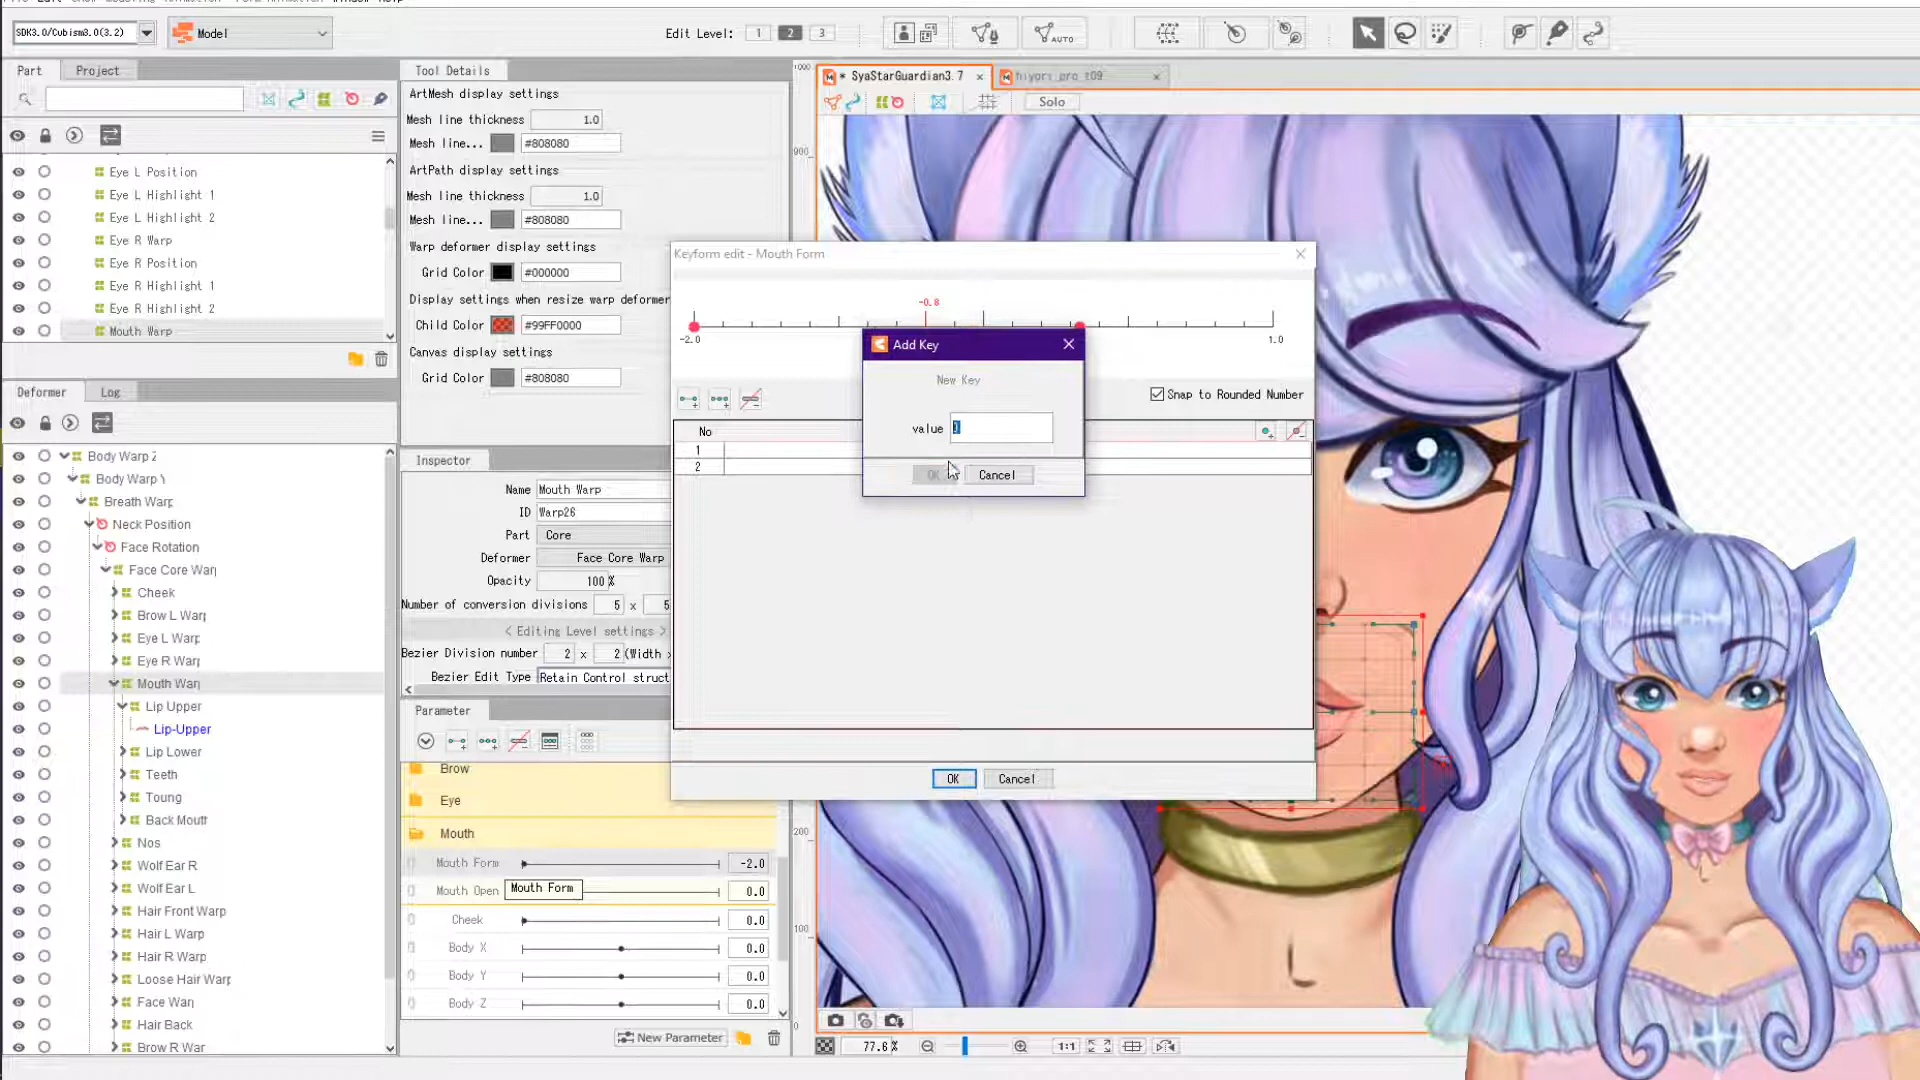 SDK3.0/Cubism3.0(3.2)
Model
Edit Level: 1 2 3
AUTO
Part Project
Tool Details
* SyaStarGuardian3.7 ×
hiyori_pro_t09 ×
Solo
ArtMesh display settings
Mesh line thickness 1.0
Mesh line... #808080
ArtPath display settings
Mesh line thickness 1.0
Mesh line... #808080
Warp deformer display settings
Grid Color #000000
Display settings when resize warp deformer
Child Color #99FF0000
Canvas display settings
Grid Color #808080
Eye L Position
Eye L Highlight 1
Eye L Highlight 2
Eye R Warp
Eye R Position
Eye R Highlight 1
Eye R Highlight 2
Mouth Warp
Deformer Log
Body Warp
Body Warp
Breath Warp
Neck Position
Face Rotation
Face Core Warp
Cheek
Brow L Warp
Eye L Warp
Eye R Warp
Mouth Warp
Lip Upper
Lip-Upper
Lip Lower
Teeth
Toung
Back Mouth
Nos
Wolf Ear R
Wolf Ear L
Hair Front Warp
Hair L Warp
Hair R Warp
Loose Hair Warp
Face Warp
Hair Back
Brow R War
Inspector
Name Mouth Warp
ID Warp26
Part Core
Deformer Face Core Warp
Opacity 100 %
Number of conversion divisions 5 x 5
< Editing Level settings >
Bezier Division number 2 x 2 (Width x
Bezier Edit Type Retain Control struct
Parameter
Brow
Eye
Mouth
Mouth Form -2.0
Mouth Open 0.0
Mouth Form
Cheek 0.0
Body X 0.0
Body Y 0.0
Body Z 0.0
New Parameter
Keyform edit - Mouth Form
-0.8
-2.0 1.0
Snap to Rounded Number
No
1
2
Add Key
New Key
value
OK Cancel
OK Cancel
1000
900
200
100
0
77.6 %
1:1